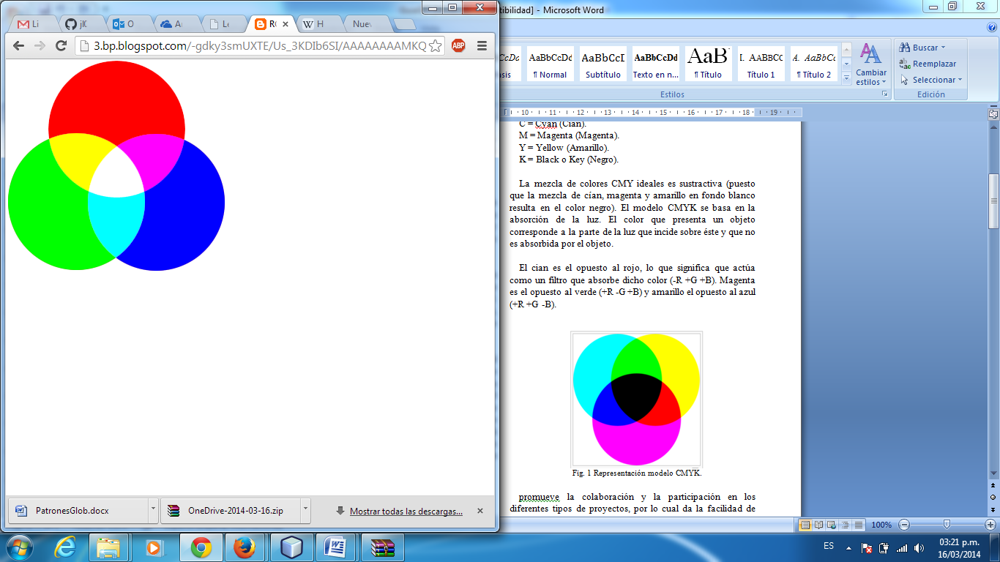 tibilidad] - Microsoft Word
Li
jl(
O
A
Le
R(
H
Nue
3.bp.blogspot.com/-gdky3smUXTE/Us_3KDIb6SI/AAAAAAAAMKQ
ABP
AaBbCcDc AaBbCcDc AaBbCcI AaBbCcDd AaB I. AABBCC A. AaBbC
asis ¶ Normal Subtítulo Texto en n... ¶ Título Título 1 ¶ Título 2
Cambiar estilos
Estilos
Buscar
Reemplazar
Seleccionar
Edición
10 11 12 13 14 15 16 17 18 19
C = Cyan (Cian).
M = Magenta (Magenta).
Y = Yellow (Amarillo).
K = Black o Key (Negro).
La mezcla de colores CMY ideales es sustractiva (puesto
que la mezcla de cían, magenta y amarillo en fondo blanco
resulta en el color negro). El modelo CMYK se basa en la
absorción de la luz. El color que presenta un objeto
corresponde a la parte de la luz que incide sobre éste y que no
es absorbida por el objeto.
El cian es el opuesto al rojo, lo que significa que actúa
como un filtro que absorbe dicho color (-R +G +B). Magenta
es el opuesto al verde (+R -G +B) y amarillo el opuesto al azul
(+R +G -B).
Fig. 1 Representación modelo CMYK.
promueve la colaboración y la participación en los
diferentes tipos de proyectos, por lo cual da la facilidad de
PatronesGlob.docx
OneDrive-2014-03-16.zip
Mostrar todas las descargas...
100%
ES
03:21 p.m.
16/03/2014